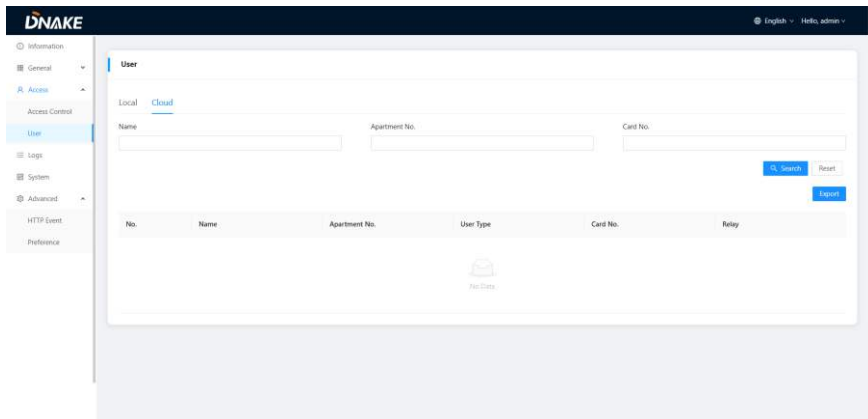 DNAKE
English Hello, admin
Information
General
Access
Access Control
User
Logs
System
Advanced
HTTP Event
Preference
User
Local Cloud
Name Apartment No. Card No.
Search Reset
Export
No. Name Apartment No. User Type Card No. Relay
No Data